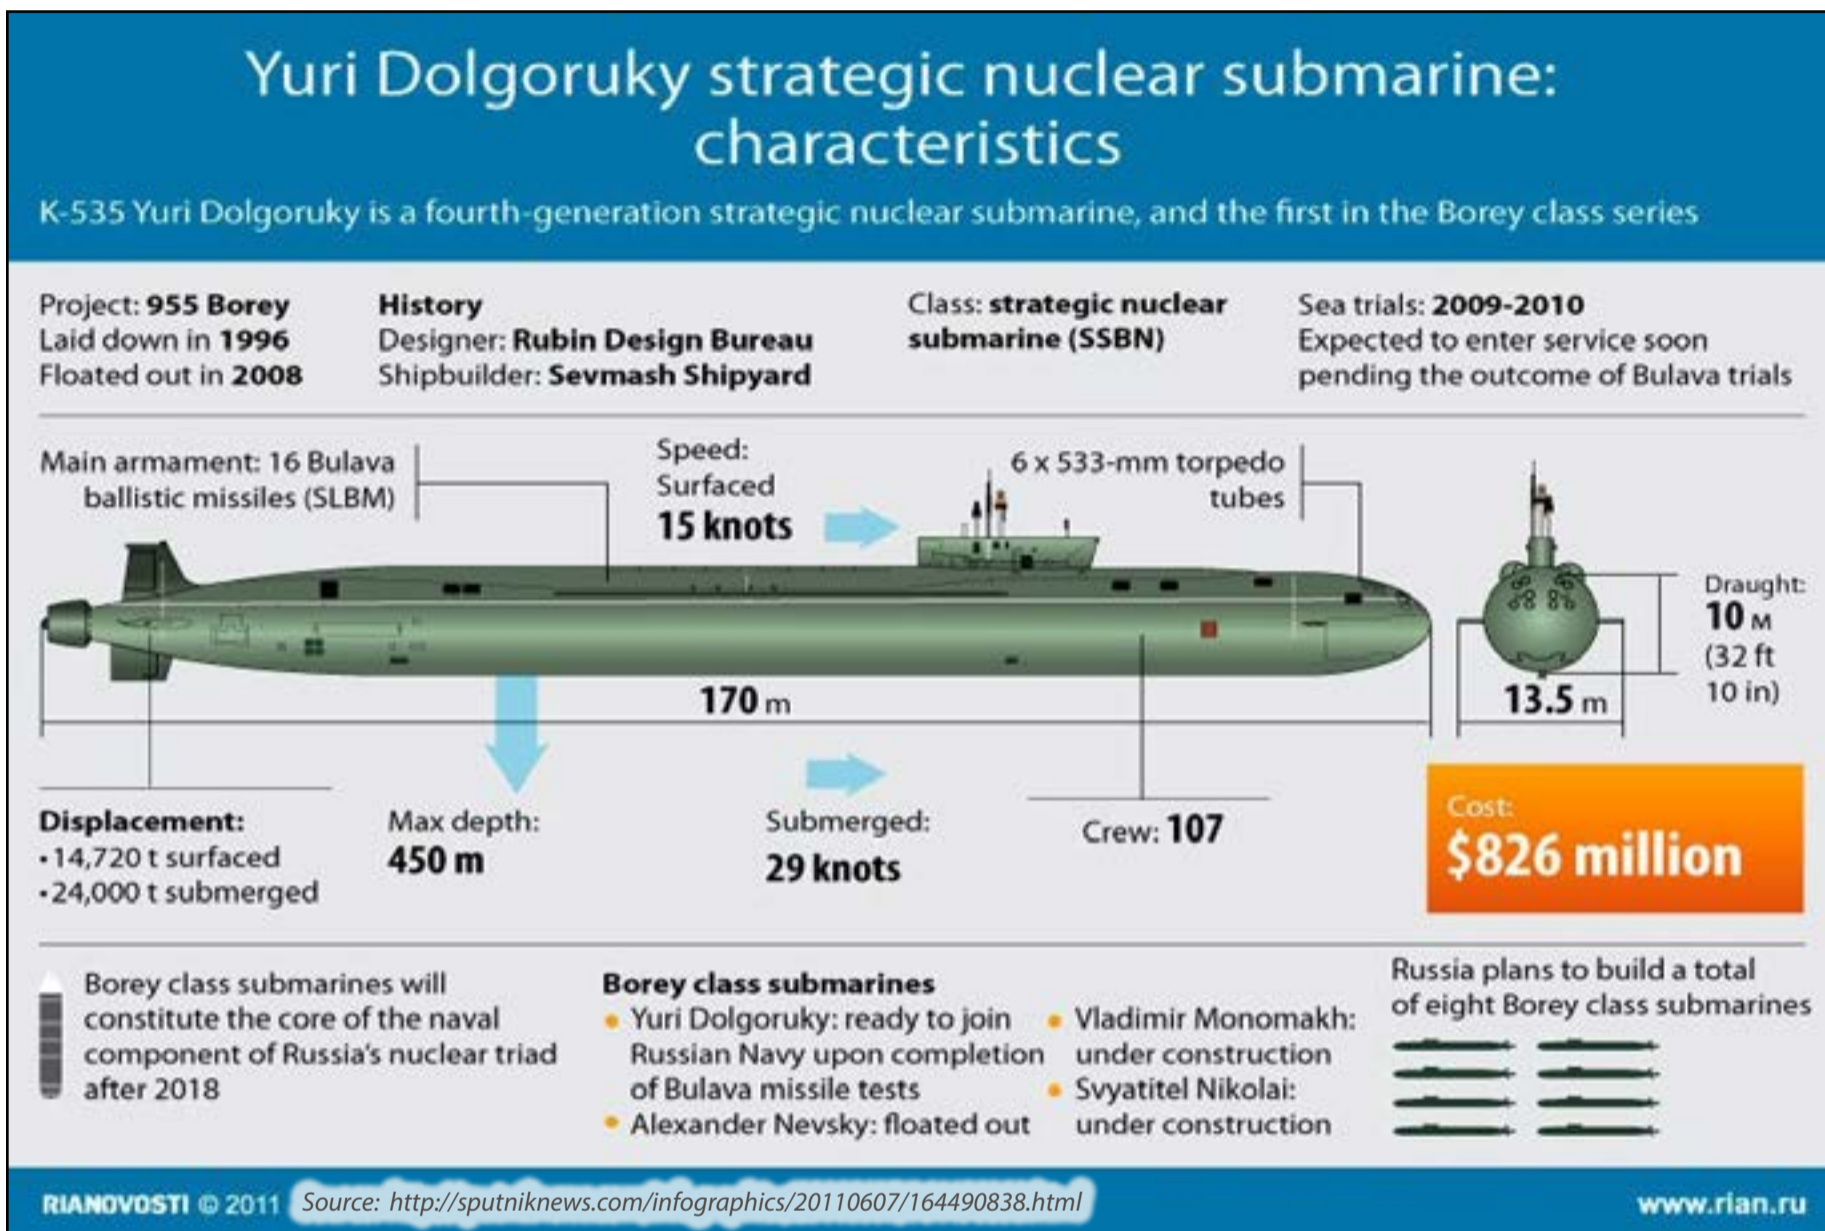 Yuri Dolgoruky strategic nuclear submarine:
characteristics
K-535 Yuri Dolgoruky is a fourth-generation strategic nuclear submarine, and the first in the Borey class series
Project: 955 Borey
Laid down in 1996
Floated out in 2008
History
Designer: Rubin Design Bureau
Shipbuilder: Sevmash Shipyard
Class: strategic nuclear
submarine (SSBN)
Sea trials: 2009-2010
Expected to enter service soon
pending the outcome of Bulava trials
Main armament: 16 Bulava
ballistic missiles (SLBM)
Speed:
Surfaced
15 knots
6 x 533-mm torpedo
tubes
Draught:
10 м
(32 ft
10 in)
170 m
13.5 m
Displacement:
•14,720 t surfaced
•24,000 t submerged
Max depth:
450 m
Submerged:
29 knots
Crew: 107
Cost:
$826 million
Borey class submarines will
constitute the core of the naval
component of Russia's nuclear triad
after 2018
Borey class submarines
• Yuri Dolgoruky: ready to join
Russian Navy upon completion
of Bulava missile tests
• Alexander Nevsky: floated out
• Vladimir Monomakh:
under construction
• Svyatitel Nikolai:
under construction
Russia plans to build a total
of eight Borey class submarines
RIANOVOSTI © 2011
Source: http://sputniknews.com/infographics/20110607/164490838.html
www.rian.ru